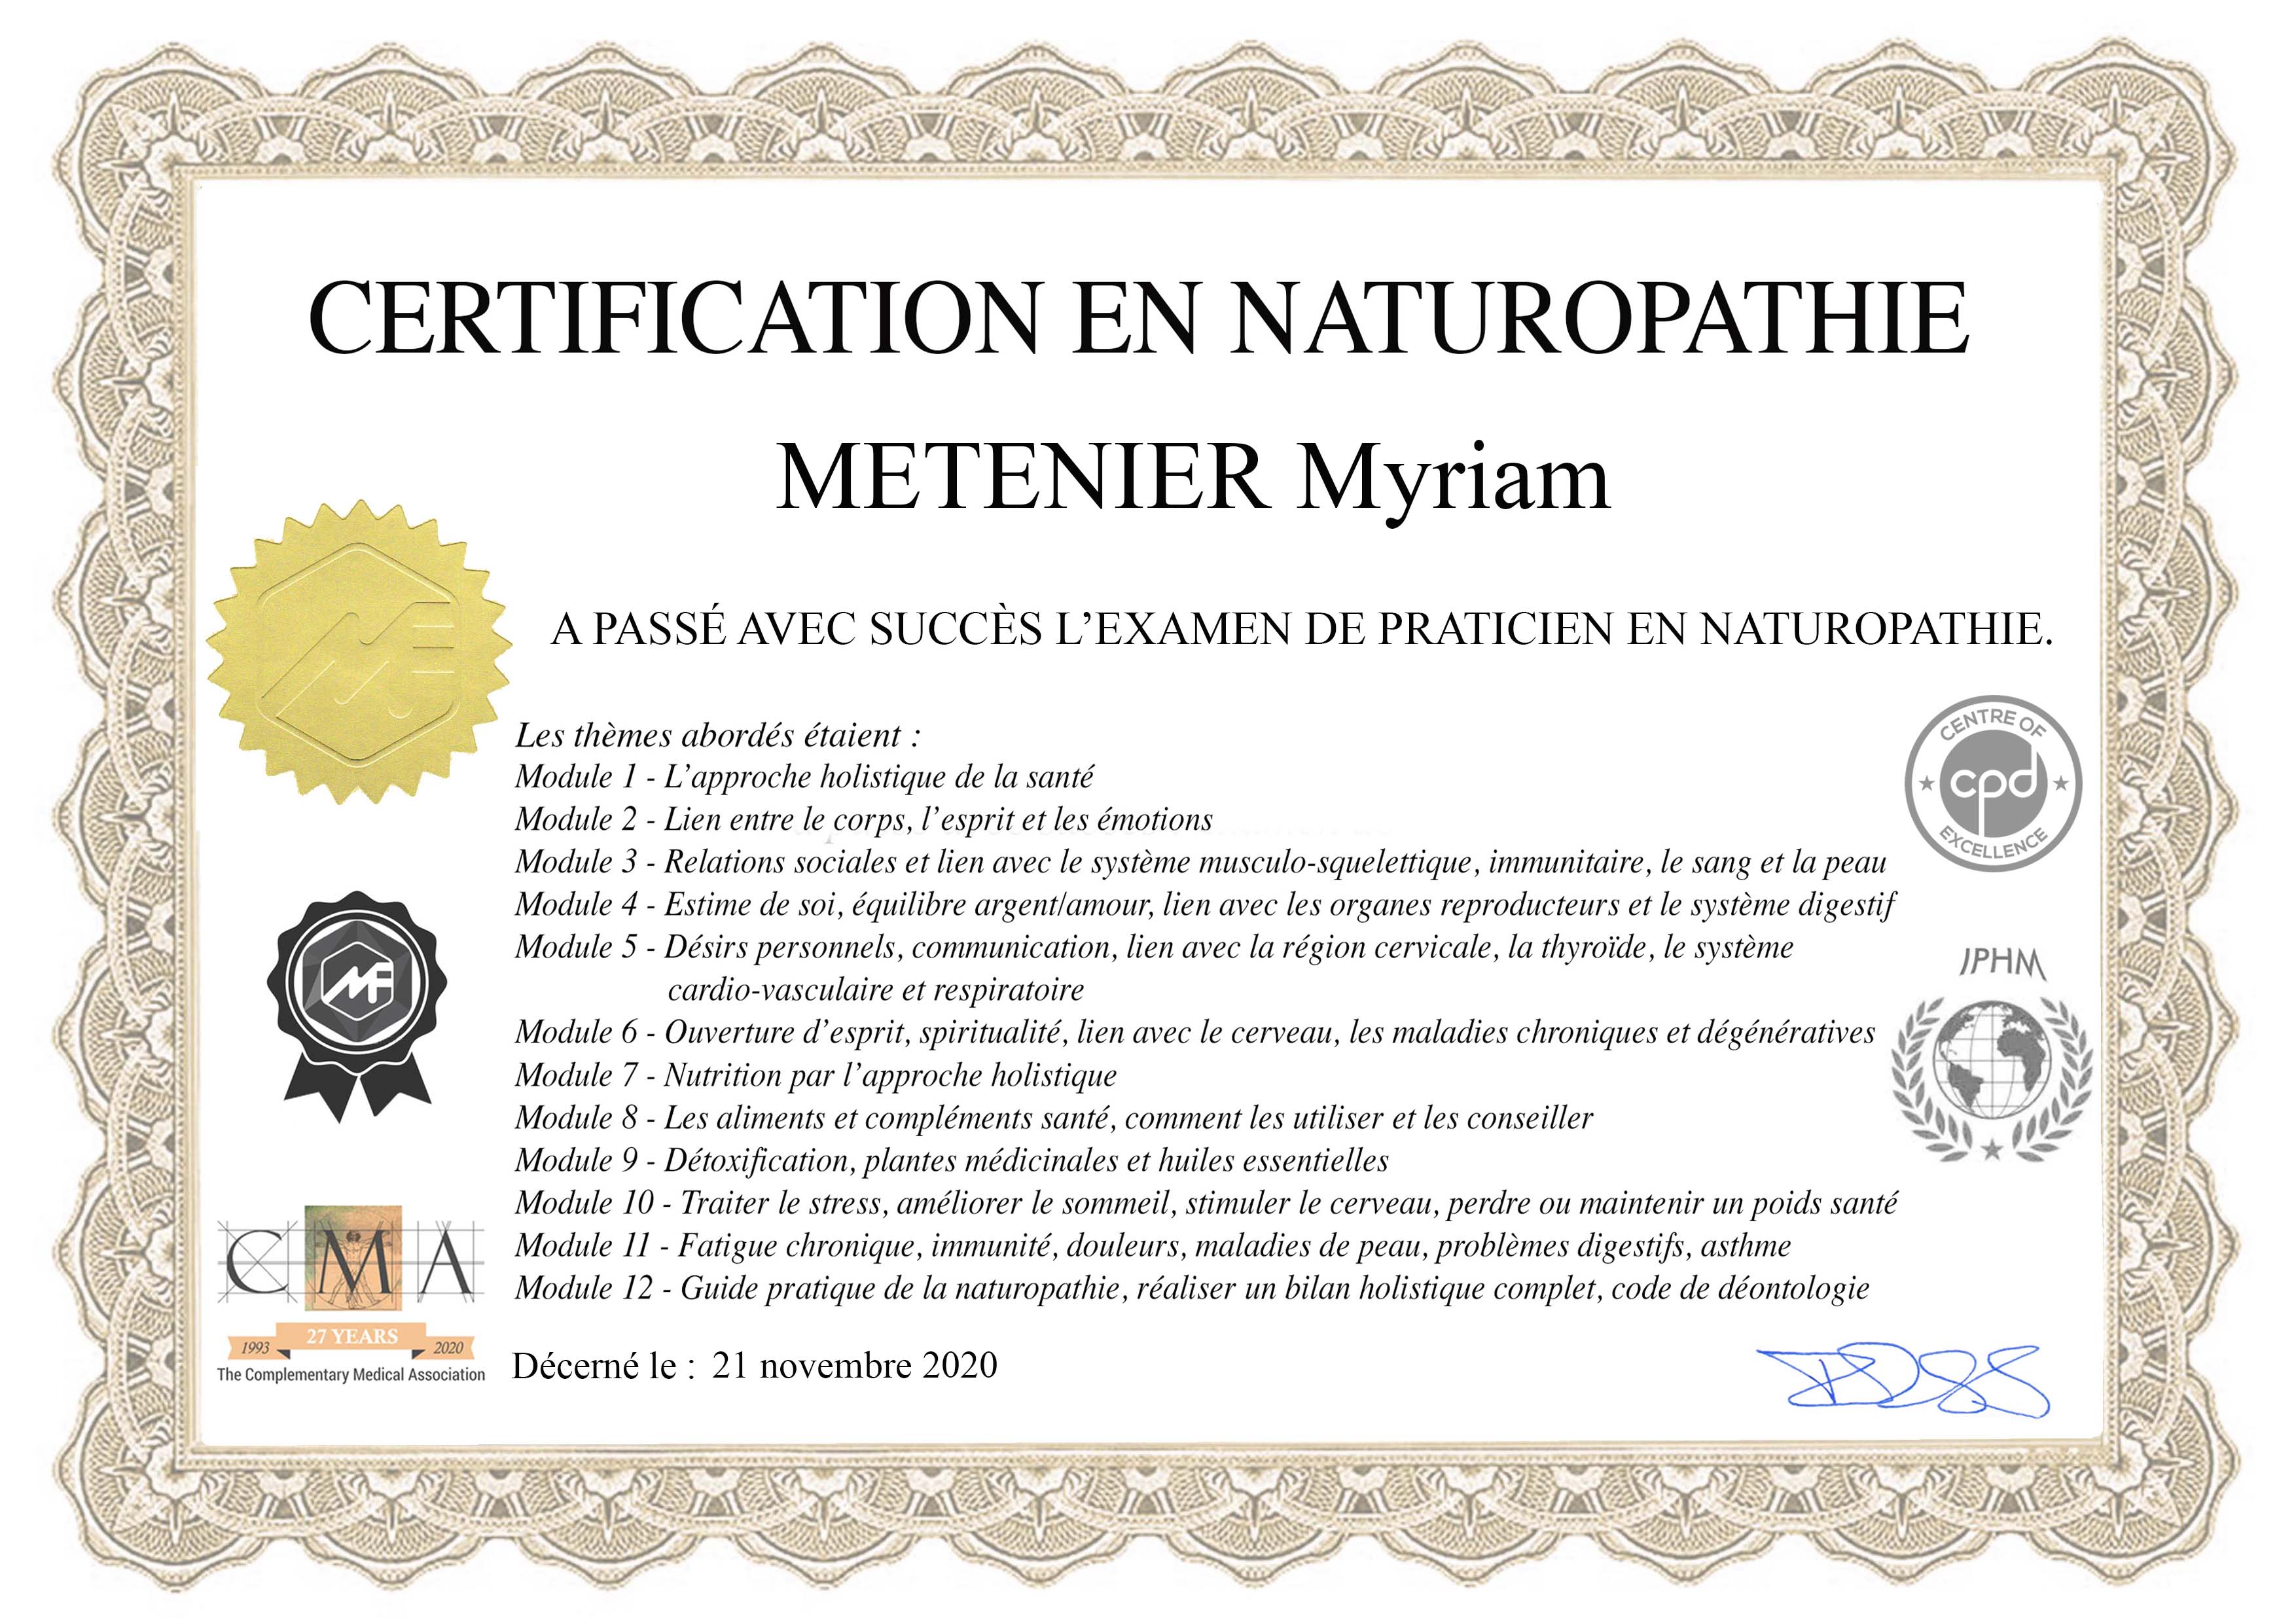 CERTIFICATION EN NATUROPATHIE
METENIER Myriam
A PASSÉ AVEC SUCCÈS L’EXAMEN DE PRATICIEN EN NATUROPATHIE.
Les thèmes abordés étaient :
Module 1 - L’approche holistique de la santé
Module 2 - Lien entre le corps, l’esprit et les émotions
Module 3 - Relations sociales et lien avec le système musculo-squelettique, immunitaire, le sang et la peau
Module 4 - Estime de soi, équilibre argent/amour, lien avec les organes reproducteurs et le système digestif
Module 5 - Désirs personnels, communication, lien avec la région cervicale, la thyroïde, le système
cardio-vasculaire et respiratoire
Module 6 - Ouverture d’esprit, spiritualité, lien avec le cerveau, les maladies chroniques et dégénératives
Module 7 - Nutrition par l’approche holistique
Module 8 - Les aliments et compléments santé, comment les utiliser et les conseiller
Module 9 - Détoxification, plantes médicinales et huiles essentielles
Module 10 - Traiter le stress, améliorer le sommeil, stimuler le cerveau, perdre ou maintenir un poids santé
Module 11 - Fatigue chronique, immunité, douleurs, maladies de peau, problèmes digestifs, asthme
Module 12 - Guide pratique de la naturopathie, réaliser un bilan holistique complet, code de déontologie
Décerné le : 21 novembre 2020
CENTRE OF
cpd
EXCELLENCE
IPHM
CMA
27 YEARS
1993 2020
The Complementary Medical Association